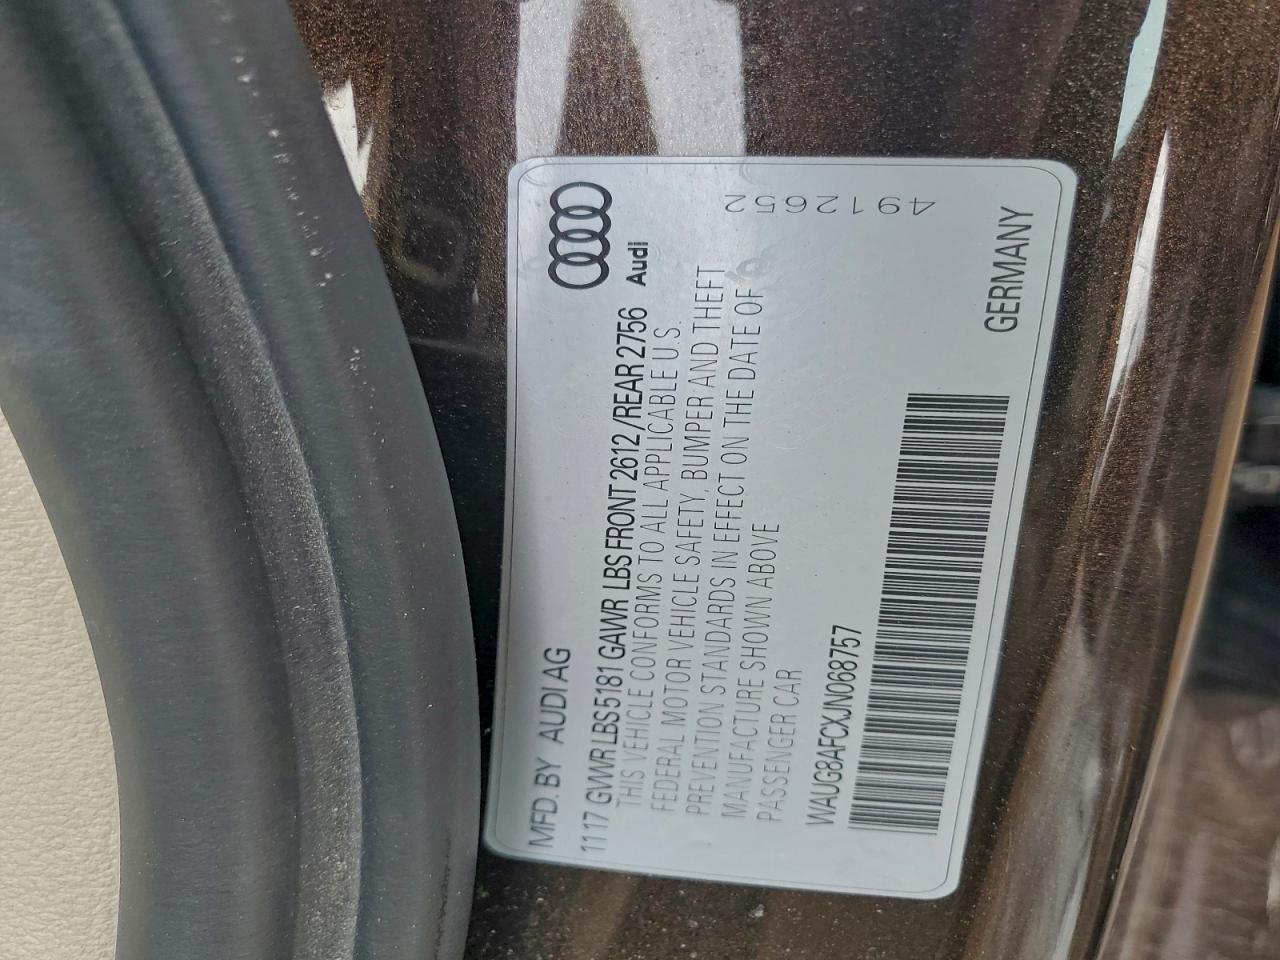 MFD. BY AUDI AG
1117 GVWR LBS 5181 GAWR LBS FRONT 2612/REAR 2756
Audi
THIS VEHICLE CONFORMS TO ALL APPLICABLE U.S.
FEDERAL MOTOR VEHICLE SAFETY, BUMPER AND THEFT
PREVENTION STANDARDS IN EFFECT ON THE DATE OF
MANUFACTURE SHOWN ABOVE
PASSENGER CAR
WAUG8AFCXJN068757
4912652
GERMANY